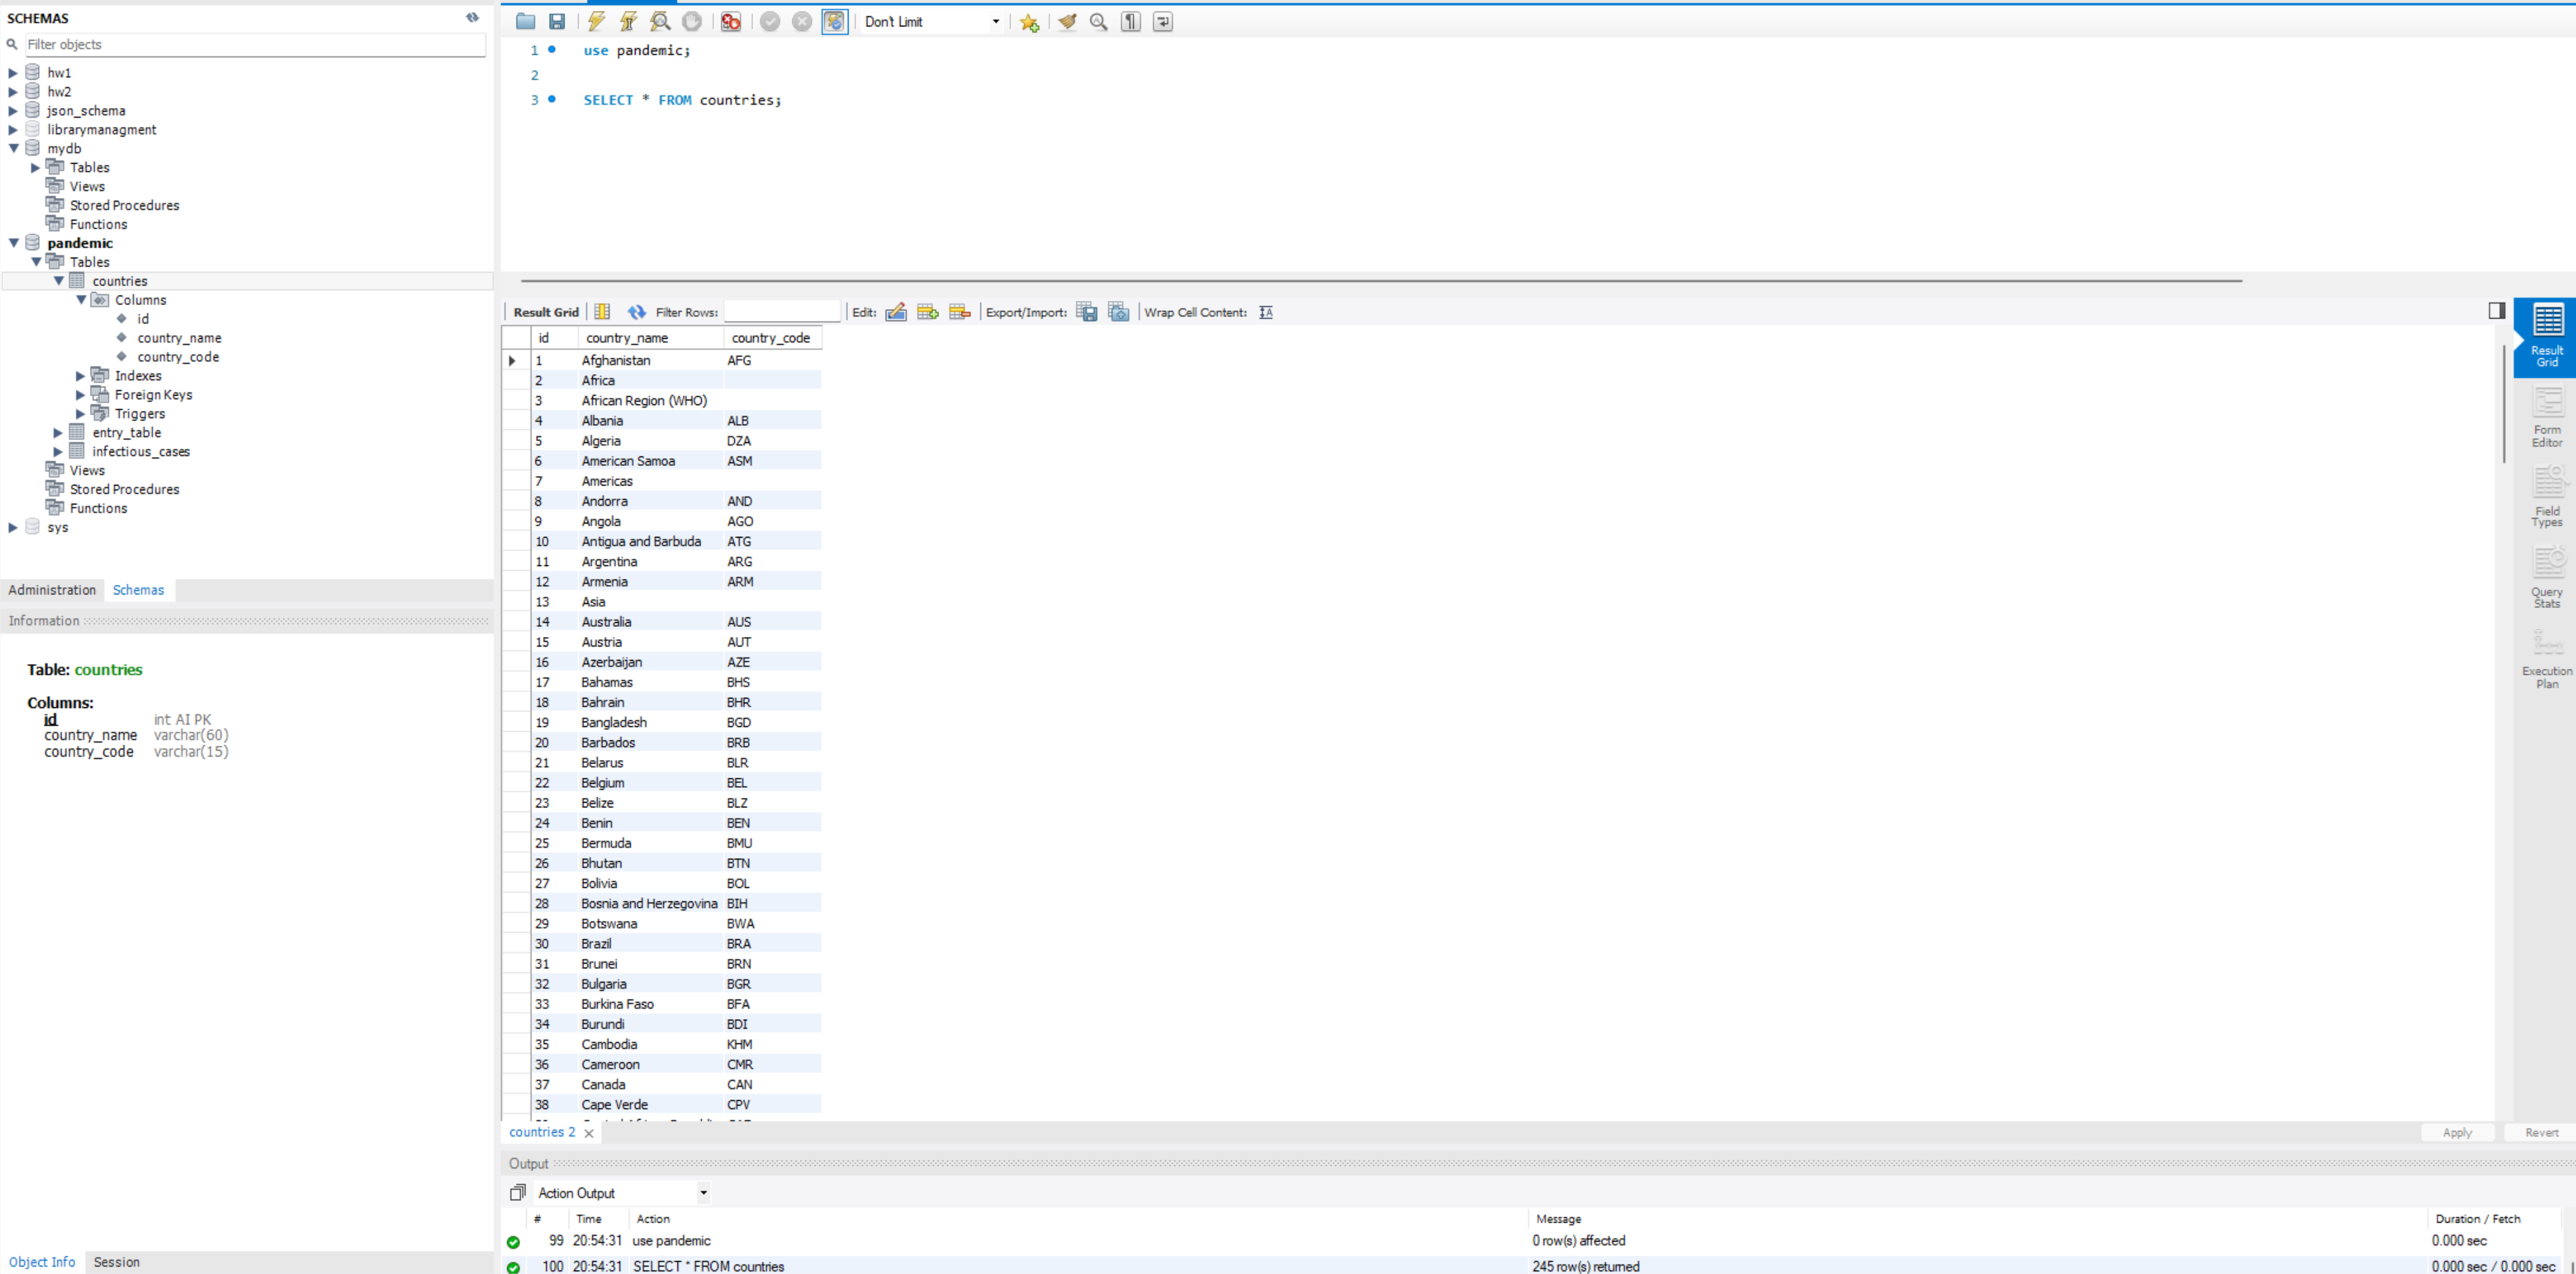 SCHEMAS
Filter objects
hw1
hw2
json_schema
librarymanagment
mydb
Tables
Views
Stored Procedures
Functions
pandemic
Tables
countries
Columns
id
country_name
country_code
Indexes
Foreign Keys
Triggers
entry_table
infectious_cases
Views
Stored Procedures
Functions
sys
Administration Schemas
Information
Table: countries
Columns:
id int AI PK
country_name varchar(60)
country_code varchar(15)
Object Info Session
Don't Limit
1 use pandemic;
2
3 SELECT * FROM countries;
Result Grid Filter Rows: Edit: Export/Import: Wrap Cell Content:
id country_name country_code
1 Afghanistan AFG
2 Africa
3 African Region (WHO)
4 Albania ALB
5 Algeria DZA
6 American Samoa ASM
7 Americas
8 Andorra AND
9 Angola AGO
10 Antigua and Barbuda ATG
11 Argentina ARG
12 Armenia ARM
13 Asia
14 Australia AUS
15 Austria AUT
16 Azerbaijan AZE
17 Bahamas BHS
18 Bahrain BHR
19 Bangladesh BGD
20 Barbados BRB
21 Belarus BLR
22 Belgium BEL
23 Belize BLZ
24 Benin BEN
25 Bermuda BMU
26 Bhutan BTN
27 Bolivia BOL
28 Bosnia and Herzegovina BIH
29 Botswana BWA
30 Brazil BRA
31 Brunei BRN
32 Bulgaria BGR
33 Burkina Faso BFA
34 Burundi BDI
35 Cambodia KHM
36 Cameroon CMR
37 Canada CAN
38 Cape Verde CPV
Result
Grid
Form
Editor
Field
Types
Query
Stats
Execution
Plan
countries 2
Apply Revert
Output
Action Output
# Time Action Message Duration / Fetch
99 20:54:31 use pandemic 0 row(s) affected 0.000 sec
100 20:54:31 SELECT * FROM countries 245 row(s) returned 0.000 sec / 0.000 sec